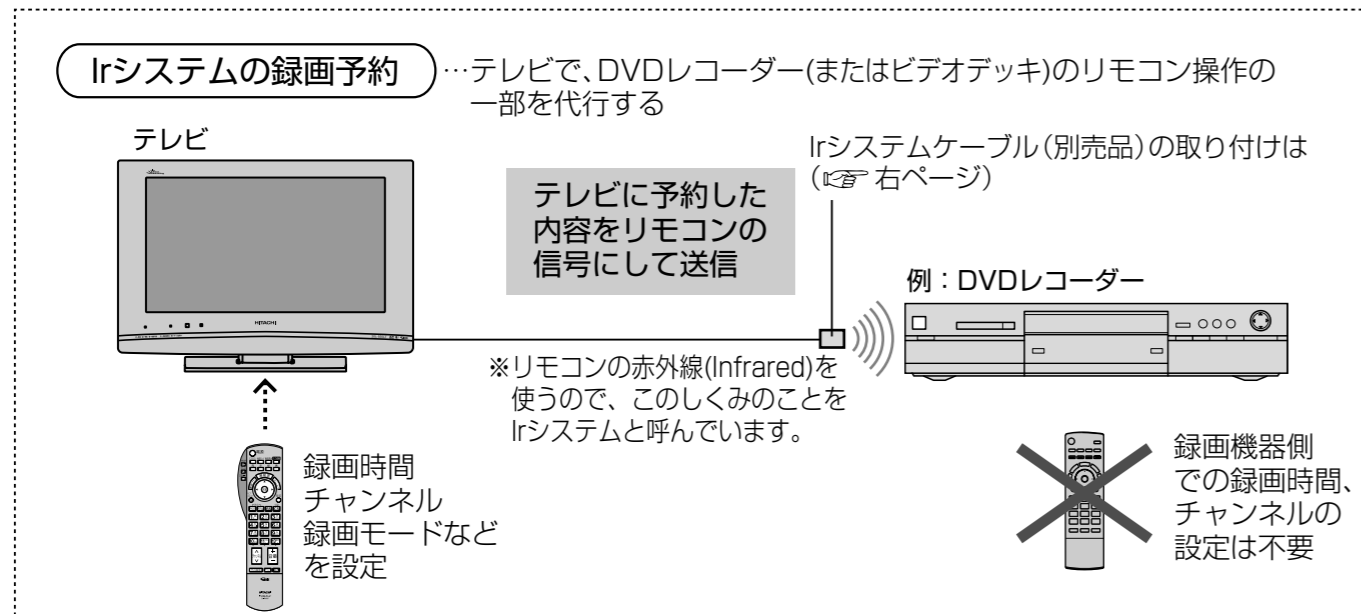 Irシステムの録画予約
…テレビで、DVDレコーダー(またはビデオデッキ)のリモコン操作の
一部を代行する
テレビ
Irシステムケーブル(別売品)の取り付けは
(☞ 右ページ)
テレビに予約した
内容をリモコンの
信号にして送信
例：DVDレコーダー
HITACHI
※リモコンの赤外線(Infrared)を
使うので、このしくみのことを
Irシステムと呼んでいます。
録画時間
チャンネル
録画モードなど
を設定
録画機器側
での録画時間、
チャンネルの
設定は不要